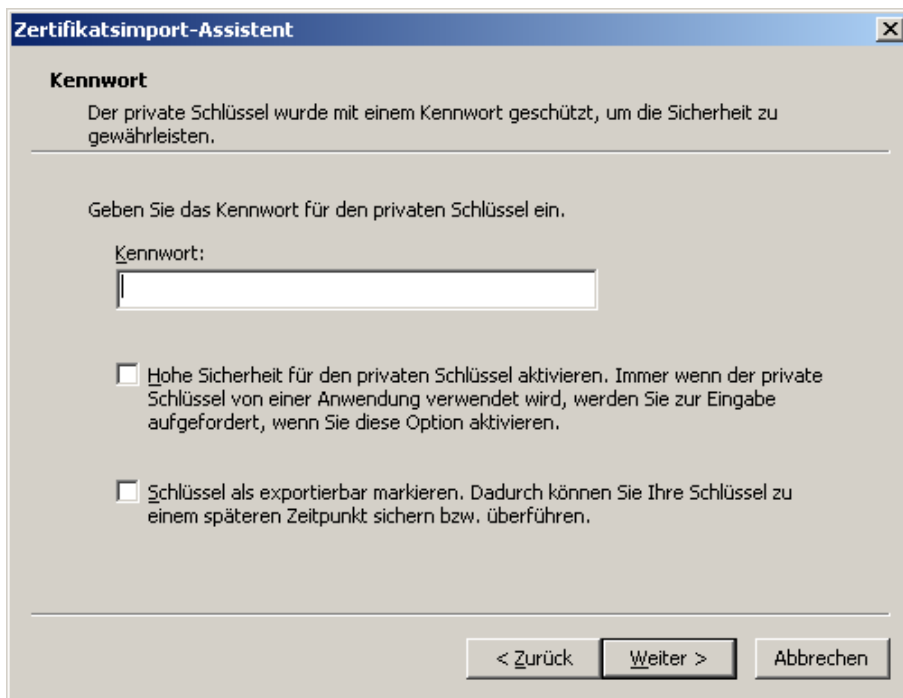 Zertifikatsimport-Assistent
Kennwort
Der private Schlüssel wurde mit einem Kennwort geschützt, um die Sicherheit zu
gewährleisten.
Geben Sie das Kennwort für den privaten Schlüssel ein.
Kennwort:
Hohe Sicherheit für den privaten Schlüssel aktivieren. Immer wenn der private
Schlüssel von einer Anwendung verwendet wird, werden Sie zur Eingabe
aufgefordert, wenn Sie diese Option aktivieren.
Schlüssel als exportierbar markieren. Dadurch können Sie Ihre Schlüssel zu
einem späteren Zeitpunkt sichern bzw. überführen.
< Zurück Weiter > Abbrechen